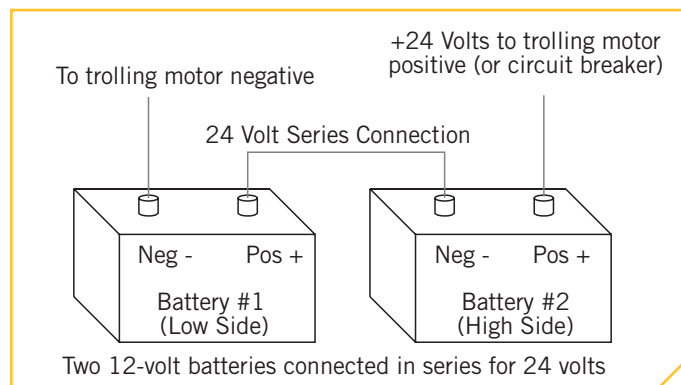 +24 Volts to trolling motor
positive (or circuit breaker)
To trolling motor negative
24 Volt Series Connection
Neg - Pos +
Battery #1
(Low Side)
Neg - Pos +
Battery #2
(High Side)
Two 12-volt batteries connected in series for 24 volts